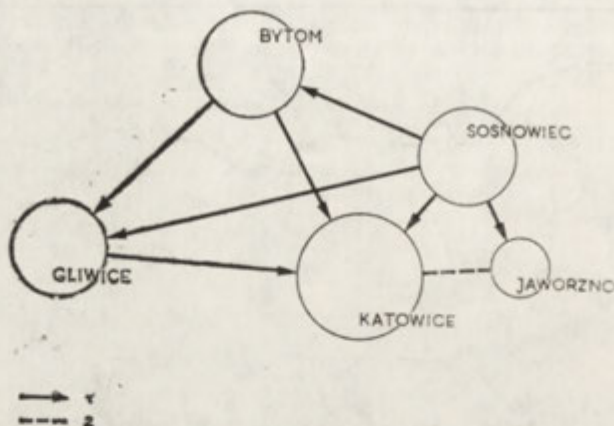 BYTOM
SOSNOWIEC
GLIWICE
KATOWICE
JAWORZNO
1
2